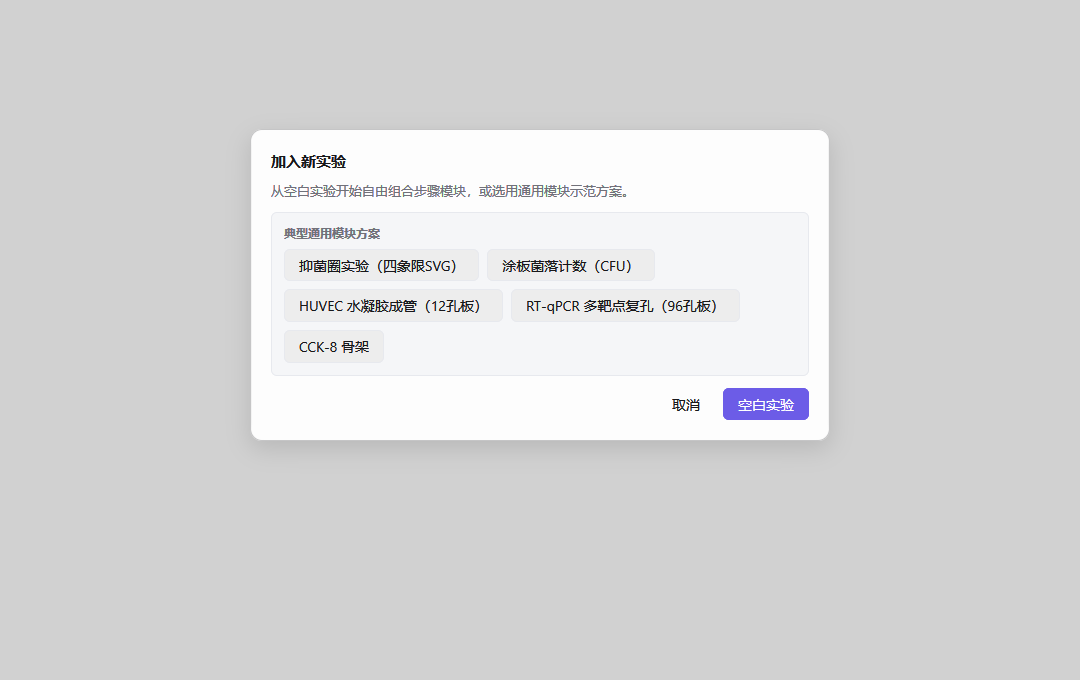 加入新实验
从空白实验开始自由组合步骤模块，或选用通用模块示范方案。
典型通用模块方案
抑菌圈实验（四象限SVG） 涂板菌落计数（CFU）
HUVEC 水凝胶成管（12孔板） RT-qPCR 多靶点复孔（96孔板）
CCK-8 骨架
取消 空白实验